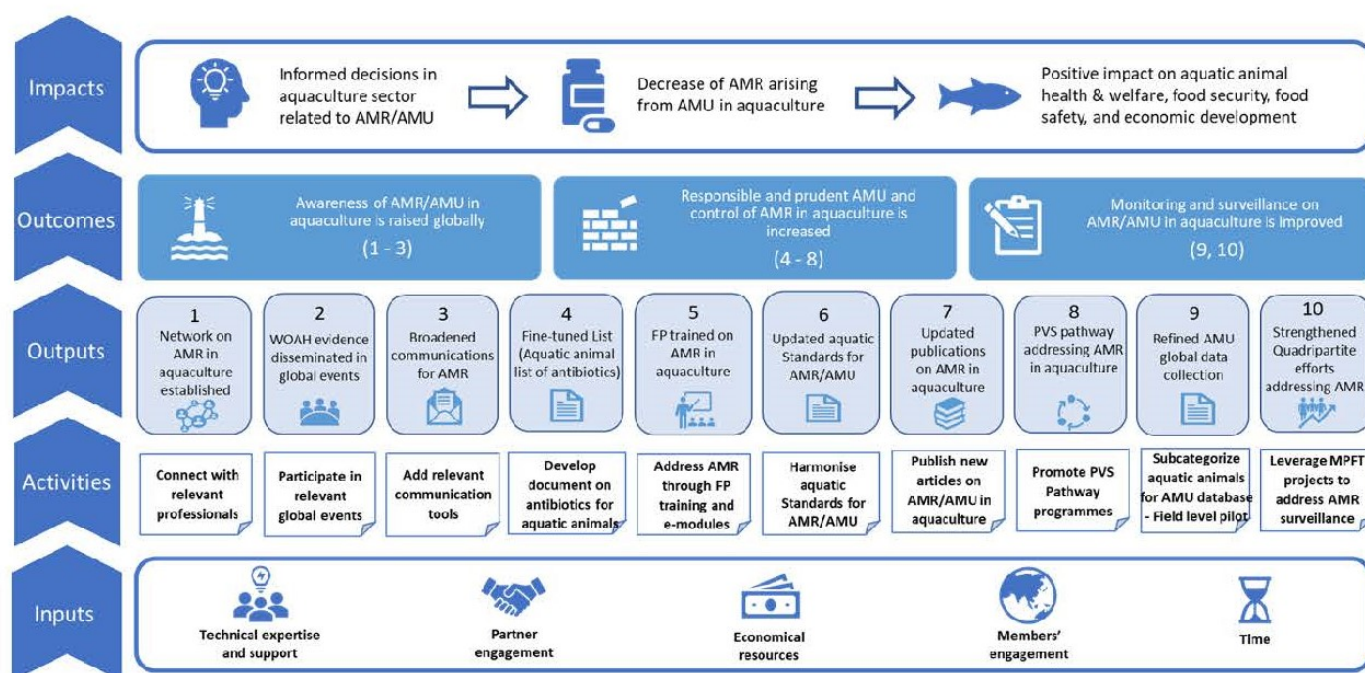 Impacts
Informed decisions in
aquaculture sector
related to AMR/AMU
Decrease of AMR arising
from AMU in aquaculture
Positive impact on aquatic animal
health & welfare, food security, food
safety, and economic development
Outcomes
Awareness of AMR/AMU in
aquaculture is raised globally
(1 - 3)
Responsible and prudent AMU and
control of AMR in aquaculture is
increased
(4 - 8)
Monitoring and surveillance on
AMR/AMU in aquaculture is improved
(9, 10)
Outputs
1
Network on
AMR in
aquaculture
established
2
WOAH evidence
disseminated in
global events
3
Broadened
communications
for AMR
4
Fine-tuned List
(Aquatic animal
list of antibiotics)
5
FP trained on
AMR in
aquaculture
6
Updated aquatic
Standards for
AMR/AMU
7
Updated
publications
on AMR in
aquaculture
8
PVS pathway
addressing AMR
in aquaculture
9
Refined AMU
global data
collection
10
Strengthened
Quadripartite
efforts
addressing AMR
Activities
Connect with
relevant
professionals
Participate in
relevant
global events
Add relevant
communication
tools
Develop
document on
antibiotics for
aquatic animals
Address AMR
through FP
training and
e-modules
Harmonise
aquatic
Standards for
AMR/AMU
Publish new
articles on
AMR/AMU in
aquaculture
Promote PVS
Pathway
programmes
Subcategorize
aquatic animals
for AMU database
- Field level pilot
Leverage MPFT
projects to
address AMR
surveillance
Inputs
Technical expertise
and support
Partner
engagement
Economical
resources
Members'
engagement
Time